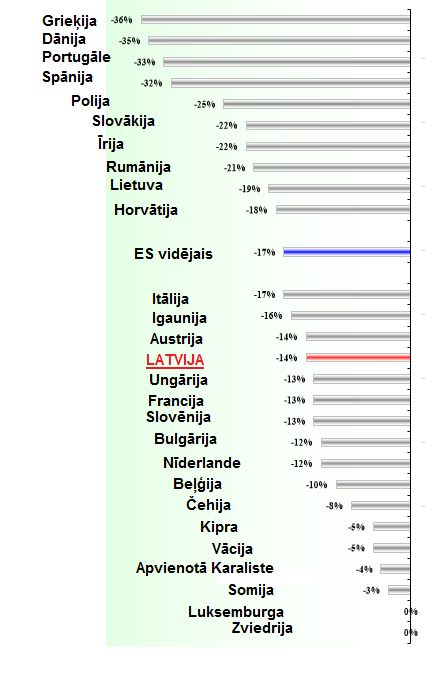 Grieķija -36%
Dānija -35%
Portugāle -33%
Spānija -32%
Polija -25%
Slovākija -22%
Īrija -22%
Rumānija -21%
Lietuva -19%
Horvātija -18%
ES vidējais -17%
Itālija -17%
Igaunija -16%
Austrija -14%
LATVIJA -14%
Ungārija -13%
Francija -13%
Slovēnija -13%
Bulgārija -12%
Nīderlande -12%
Beļģija -10%
Čehija -8%
Kipra -5%
Vācija -5%
Apvienotā Karaliste -4%
Somija -3%
Luksemburga 0%
Zviedrija 0%